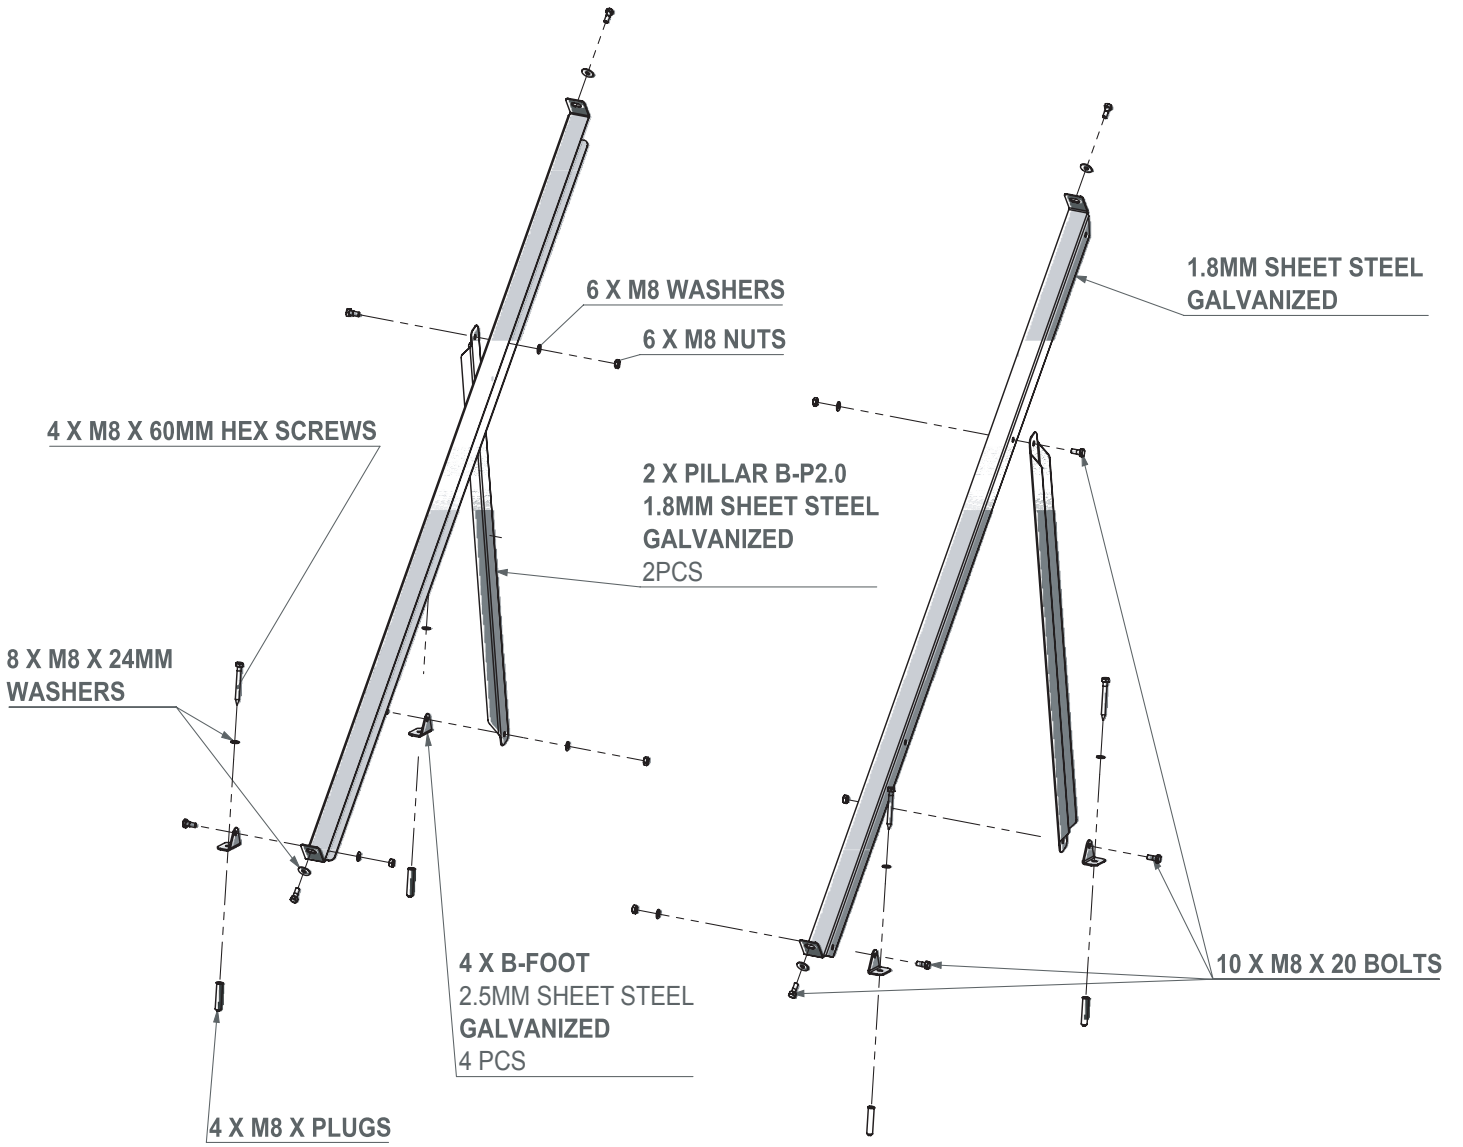 1.8MM SHEET STEEL
GALVANIZED
6 X M8 WASHERS
6 X M8 NUTS
4 X M8 X 60MM HEX SCREWS
2 X PILLAR B-P2.0
1.8MM SHEET STEEL
GALVANIZED
2PCS
8 X M8 X 24MM
WASHERS
4 X B-FOOT
2.5MM SHEET STEEL
GALVANIZED
4 PCS
10 X M8 X 20 BOLTS
4 X M8 X PLUGS